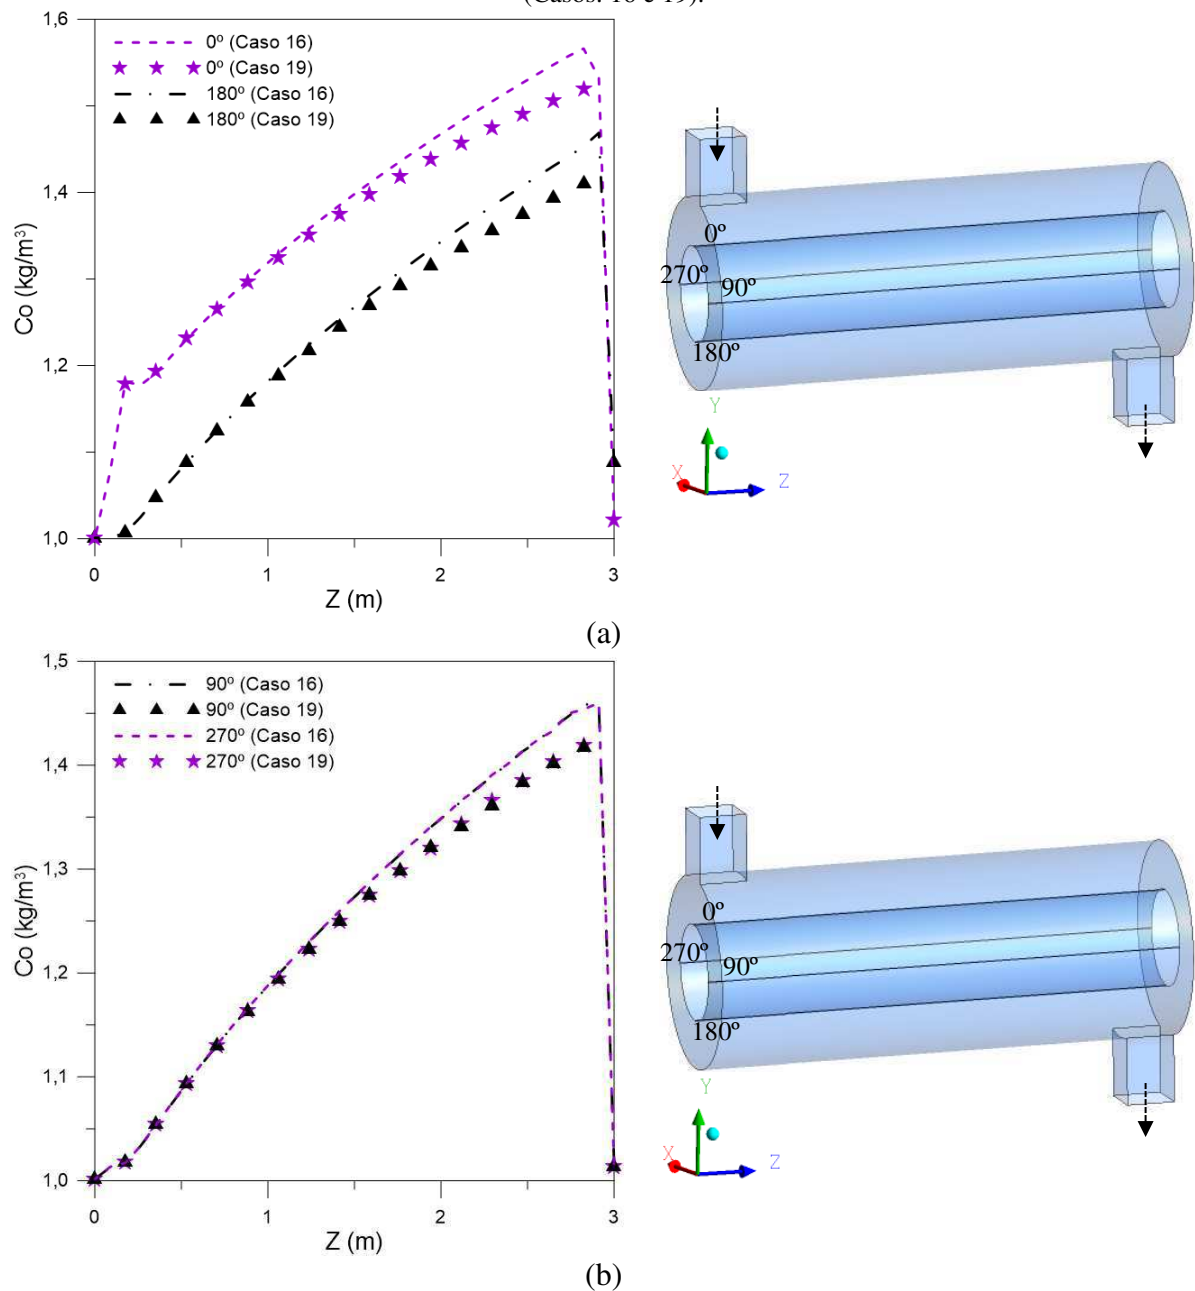 (Casos: 16 e 19).
1,6
1,4
1,2
1,0
Co (kg/m³)
0º (Caso 16)
0º (Caso 19)
180º (Caso 16)
180º (Caso 19)
0
1
2
3
Z (m)
0º
270º
90º
180º
Y
X
Z
(a)
1,5
1,4
1,3
1,2
1,1
1,0
Co (kg/m³)
90º (Caso 16)
90º (Caso 19)
270º (Caso 16)
270º (Caso 19)
0
1
2
3
Z (m)
0º
270º
90º
180º
Y
X
Z
(b)